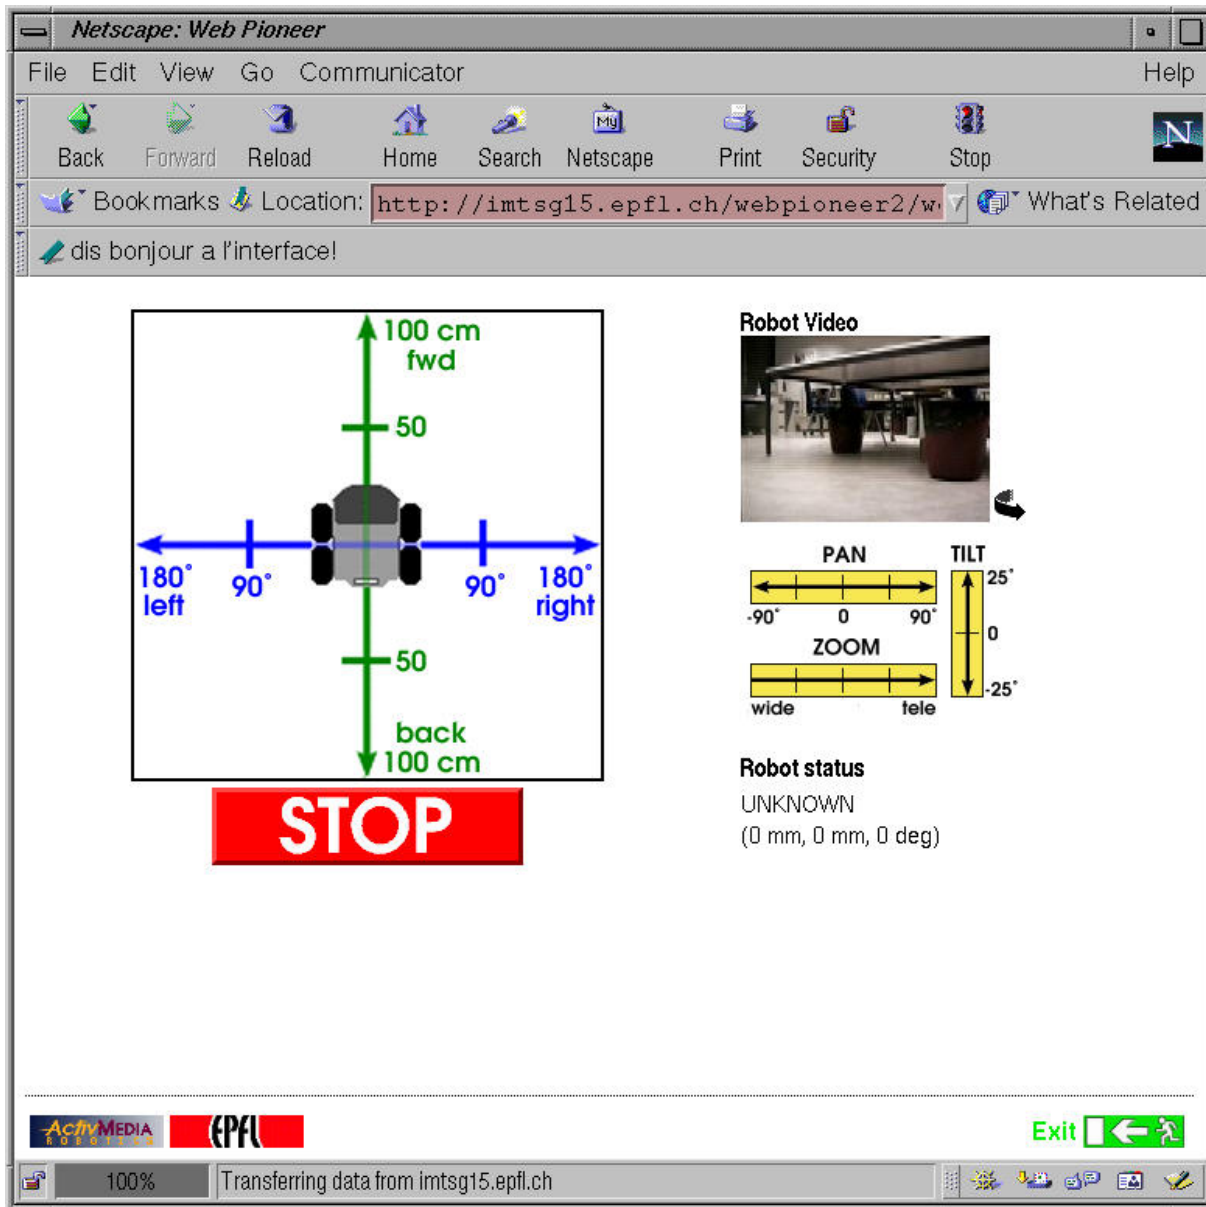 Netscape: Web Pioneer
File Edit View Go Communicator Help
Back Forward Reload Home Search Netscape Print Security Stop
My
N
Bookmarks Location: http://imtsg15.epfl.ch/webpioneer2/w What's Related
dis bonjour a l'interface!
100 cm
fwd
50
180° left
90°
90°
180° right
50
back
100 cm
STOP
Robot Video
PAN
-90° 0 90°
ZOOM
wide tele
TILT
25°
0
-25°
Robot status
UNKNOWN
(0 mm, 0 mm, 0 deg)
ACTIVMEDIA
ROBOTICS
EPFL
Exit
100% Transferring data from imtsg15.epfl.ch